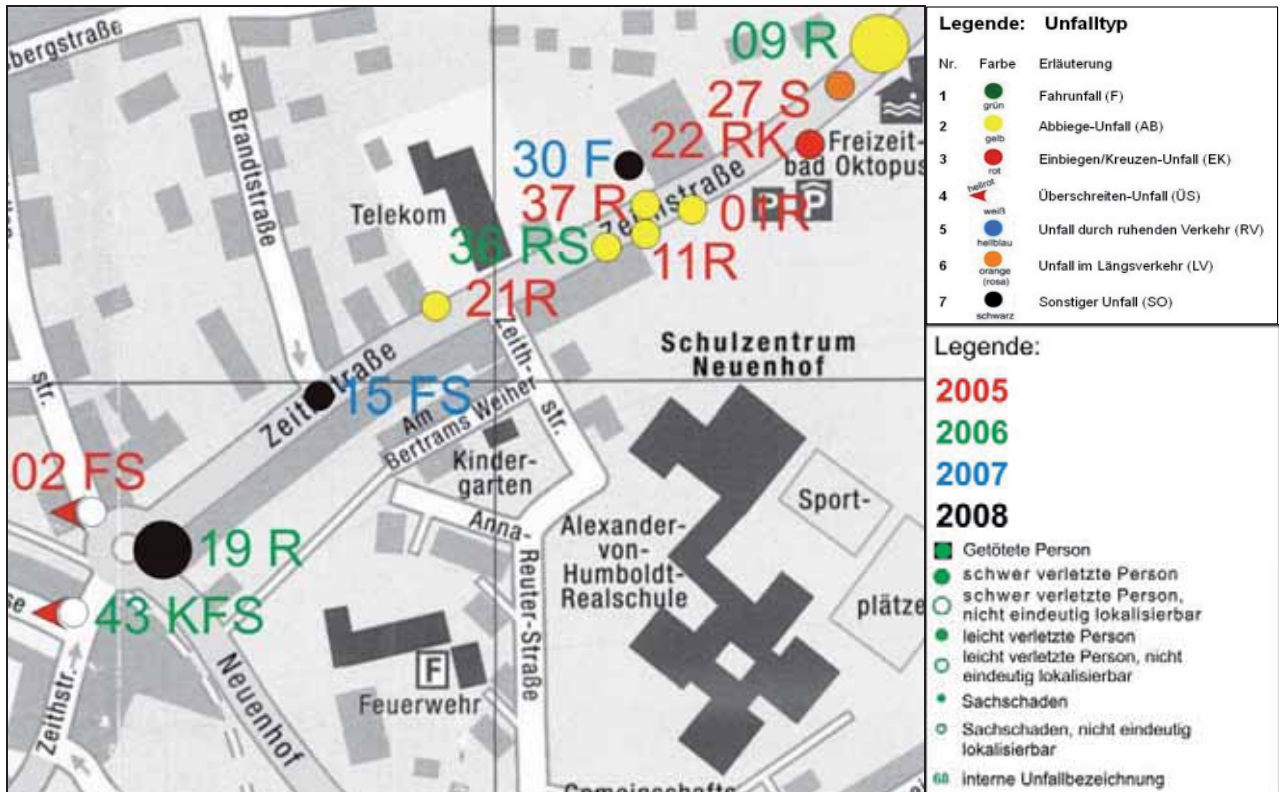 bergstraße
Brandtstraße
09 R
27 S
22 RK
Freizeit-
bad Oktopus
30 F
37 R
01R
P
P
Telekom
36 RS
11R
21R
Zeith-
str.
Schulzentrum
Neuenhof
Zeithstraße
15 FS
Am
Bertrams Weiher
str.
02 FS
Kinder-
garten
Sport-
plätze
Anna-
Reuter-Straße
Alexander-
von-
Humboldt-
Realschule
19 R
43 KFS
F
Feuerwehr
Neuenhof
Zeithstr.
Legende: Unfalltyp
Nr. Farbe Erläuterung
1 grün Fahrunfall (F)
2 gelb Abbiege-Unfall (AB)
3 rot Einbiegen/Kreuzen-Unfall (EK)
4 hellrot weiß Überschreiten-Unfall (ÜS)
5 hellblau Unfall durch ruhenden Verkehr (RV)
6 orange (rosa) Unfall im Längsverkehr (LV)
7 schwarz Sonstiger Unfall (SO)
Legende:
2005
2006
2007
2008
Getötete Person
schwer verletzte Person
schwer verletzte Person,
nicht eindeutig lokalisierbar
leicht verletzte Person
leicht verletzte Person, nicht
eindeutig lokalisierbar
Sachschaden
Sachschaden, nicht eindeutig
lokalisierbar
68 interne Unfallbezeichnung